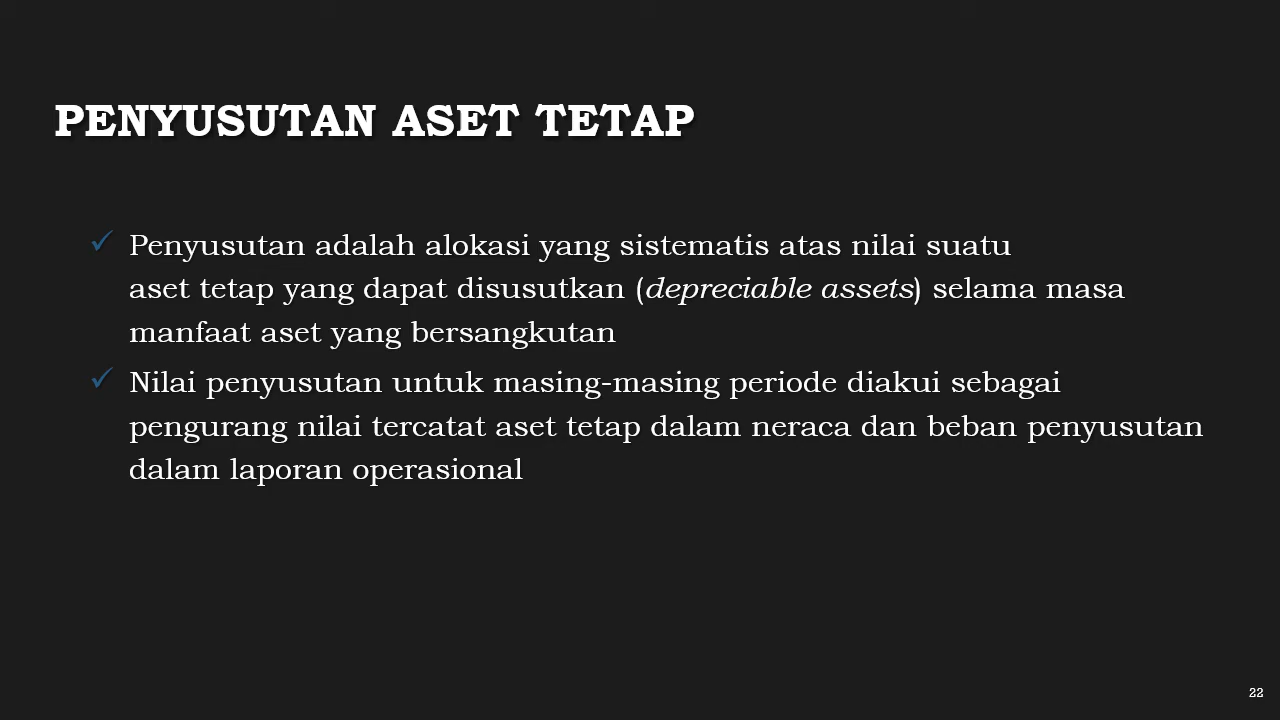 PENYUSUTAN ASET TETAP
✓ Penyusutan adalah alokasi yang sistematis atas nilai suatu
aset tetap yang dapat disusutkan (depreciable assets) selama masa
manfaat aset yang bersangkutan
✓ Nilai penyusutan untuk masing-masing periode diakui sebagai
pengurang nilai tercatat aset tetap dalam neraca dan beban penyusutan
dalam laporan operasional
22